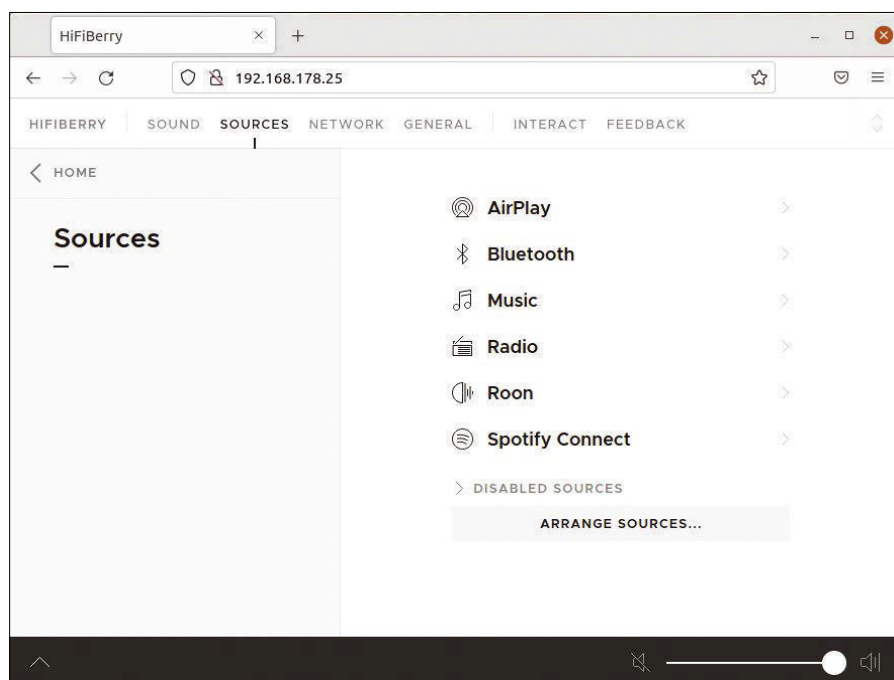 HiFiBerry
192.168.178.25
HIFIBERRY SOUND SOURCES NETWORK GENERAL INTERACT FEEDBACK
HOME
Sources
AirPlay
Bluetooth
Music
Radio
Roon
Spotify Connect
DISABLED SOURCES
ARRANGE SOURCES...